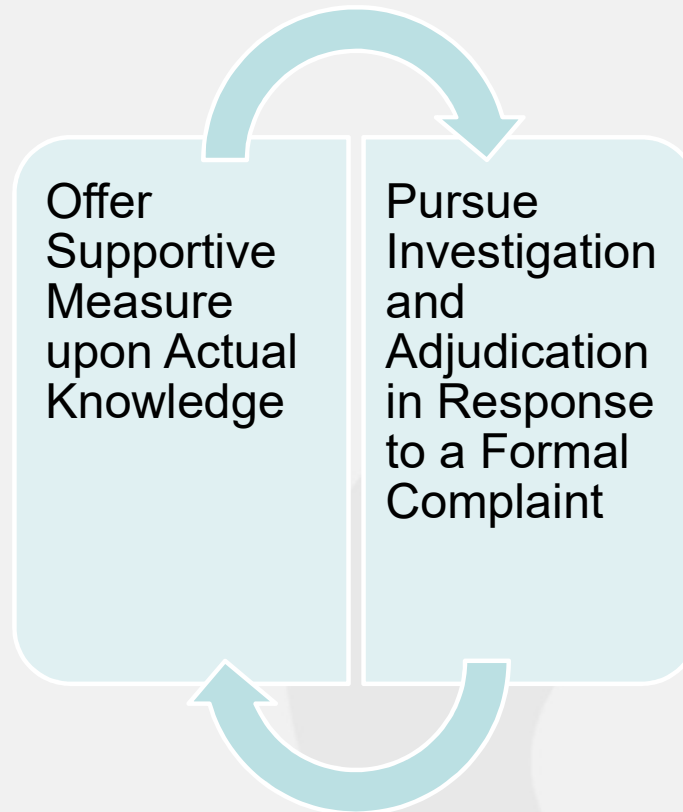 Offer
Supportive
Measure
upon Actual
Knowledge
Pursue
Investigation
and
Adjudication
in Response
to a Formal
Complaint